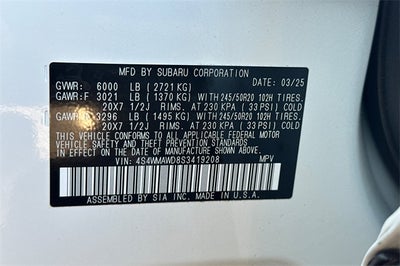 MFD BY SUBARU CORPORATION DATE: 03/25
GVWR: 6000 LB (2721 KG)
GAWR:F 3021 LB (1370 KG) WITH 245/50R20 102H TIRES,
20X7 1/2J RIMS, AT 230 KPA (33 PSI) COLD
GAWR:R 3296 LB (1495 KG) WITH 245/50R20 102H TIRES,
20X7 1/2J RIMS, AT 230 KPA (33 PSI) COLD
THIS VEHICLE CONFORMS TO ALL APPLICABLE FEDERAL MOTOR
VEHICLE SAFETY AND THEFT PREVENTION STANDARDS
IN EFFECT ON THE DATE OF MANUFACTURE SHOWN ABOVE.
VIN: 4S4WMAWD8S3419208 MPV
ASSEMBLED BY SIA INC. MADE IN U.S.A.